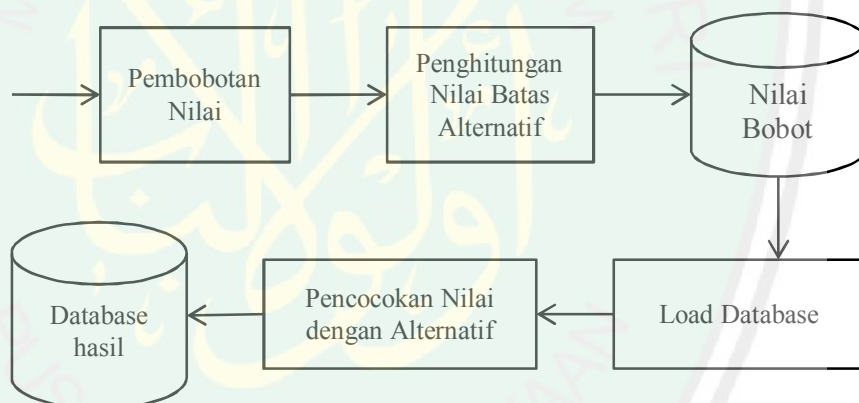 Pembobotan
Nilai
Penghitungan
Nilai Batas
Alternatif
Nilai
Bobot
Load Database
Pencocokan Nilai
dengan Alternatif
Database
hasil